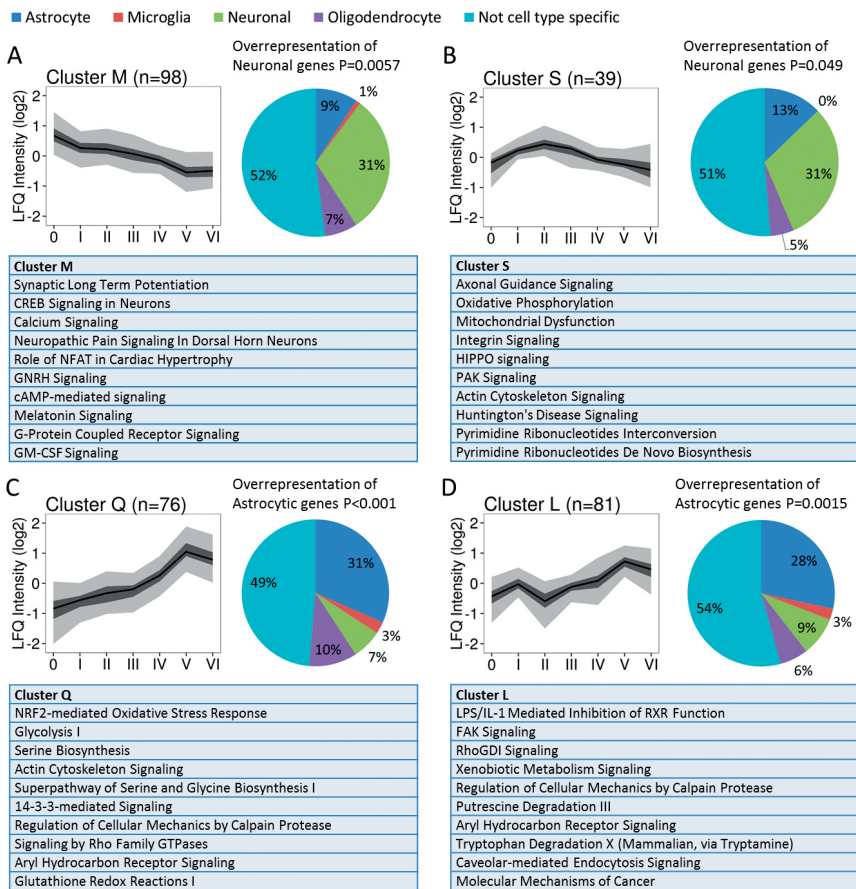 Astrocyte Microglia Neuronal Oligodendrocyte Not cell type specific
A
Cluster M (n=98)
Overrepresentation of
Neuronal genes P=0.0057
LFQ Intensity (log2)
2
1
0
-1
-2
0 I II III IV V VI
9%
1%
31%
7%
52%
Cluster M
Synaptic Long Term Potentiation
CREB Signaling in Neurons
Calcium Signaling
Neuropathic Pain Signaling In Dorsal Horn Neurons
Role of NFAT in Cardiac Hypertrophy
GNRH Signaling
cAMP-mediated signaling
Melatonin Signaling
G-Protein Coupled Receptor Signaling
GM-CSF Signaling
B
Cluster S (n=39)
Overrepresentation of
Neuronal genes P=0.049
LFQ Intensity (log2)
2
1
0
-1
-2
0 I II III IV V VI
13%
0%
31%
5%
51%
Cluster S
Axonal Guidance Signaling
Oxidative Phosphorylation
Mitochondrial Dysfunction
Integrin Signaling
HIPPO signaling
PAK Signaling
Actin Cytoskeleton Signaling
Huntington's Disease Signaling
Pyrimidine Ribonucleotides Interconversion
Pyrimidine Ribonucleotides De Novo Biosynthesis
C
Cluster Q (n=76)
Overrepresentation of
Astrocytic genes P<0.001
LFQ Intensity (log2)
2
1
0
-1
-2
0 I II III IV V VI
31%
3%
7%
10%
49%
Cluster Q
NRF2-mediated Oxidative Stress Response
Glycolysis I
Serine Biosynthesis
Actin Cytoskeleton Signaling
Superpathway of Serine and Glycine Biosynthesis I
14-3-3-mediated Signaling
Regulation of Cellular Mechanics by Calpain Protease
Signaling by Rho Family GTPases
Aryl Hydrocarbon Receptor Signaling
Glutathione Redox Reactions I
D
Cluster L (n=81)
Overrepresentation of
Astrocytic genes P=0.0015
LFQ Intensity (log2)
2
1
0
-1
-2
0 I II III IV V VI
28%
3%
9%
6%
54%
Cluster L
LPS/IL-1 Mediated Inhibition of RXR Function
FAK Signaling
RhoGDI Signaling
Xenobiotic Metabolism Signaling
Regulation of Cellular Mechanics by Calpain Protease
Putrescine Degradation III
Aryl Hydrocarbon Receptor Signaling
Tryptophan Degradation X (Mammalian, via Tryptamine)
Caveolar-mediated Endocytosis Signaling
Molecular Mechanisms of Cancer